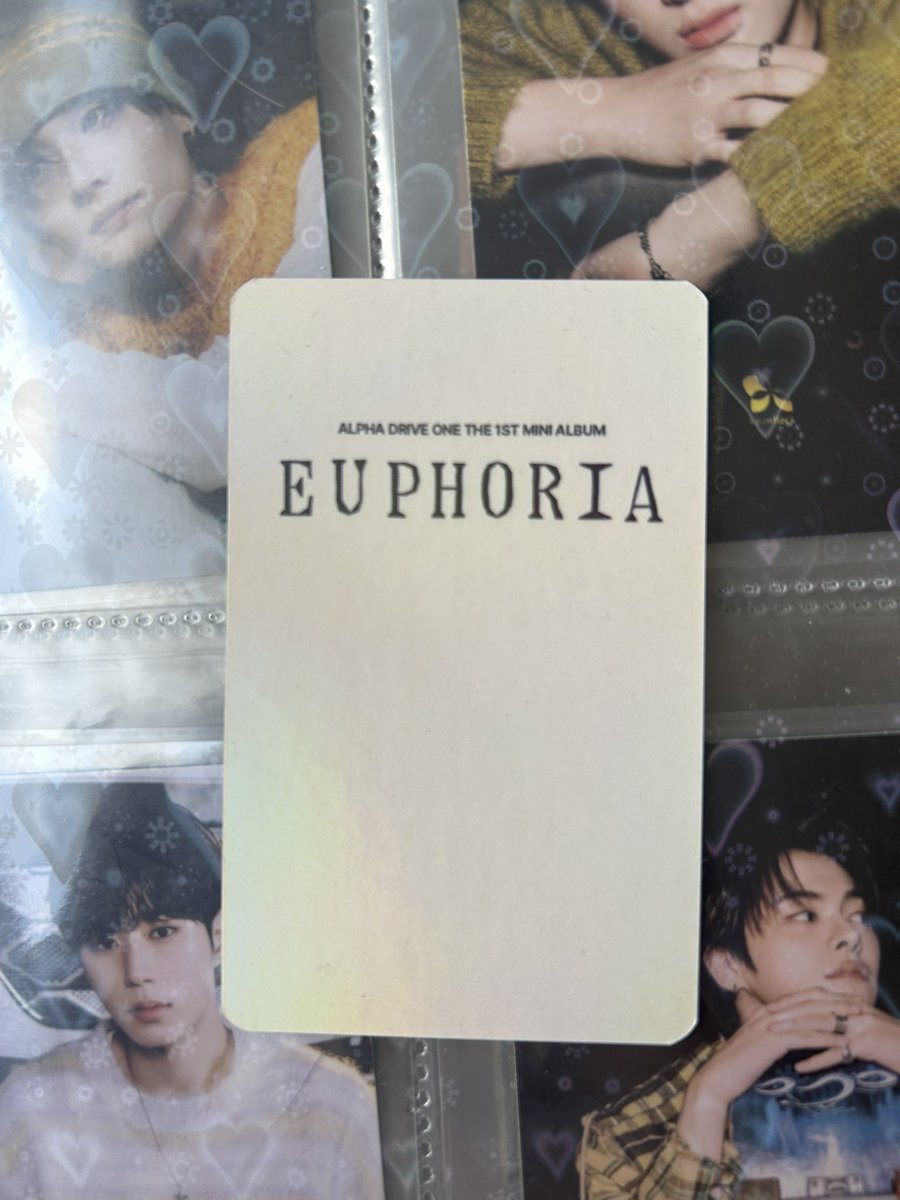 ALPHA DRIVE ONE THE 1ST MINI ALBUM
EUPHORIA